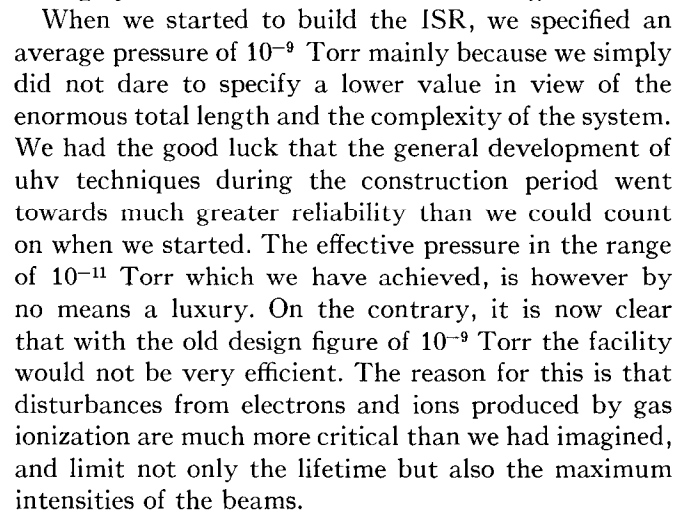 When we started to build the ISR, we specified an
average pressure of 10⁻⁹ Torr mainly because we simply
did not dare to specify a lower value in view of the
enormous total length and the complexity of the system.
We had the good luck that the general development of
uhv techniques during the construction period went
towards much greater reliability than we could count
on when we started. The effective pressure in the range
of 10⁻¹¹ Torr which we have achieved, is however by
no means a luxury. On the contrary, it is now clear
that with the old design figure of 10⁻⁹ Torr the facility
would not be very efficient. The reason for this is that
disturbances from electrons and ions produced by gas
ionization are much more critical than we had imagined,
and limit not only the lifetime but also the maximum
intensities of the beams.